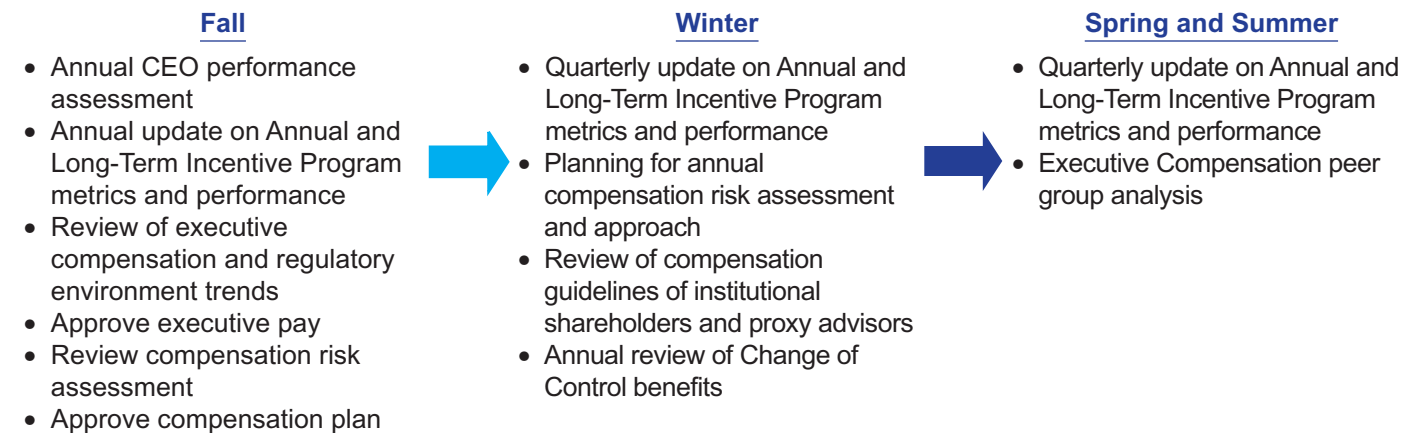 Fall
• Annual CEO performance
assessment
• Annual update on Annual and
Long-Term Incentive Program
metrics and performance
• Review of executive
compensation and regulatory
environment trends
• Approve executive pay
• Review compensation risk
assessment
• Approve compensation plan
Winter
• Quarterly update on Annual and
Long-Term Incentive Program
metrics and performance
• Planning for annual
compensation risk assessment
and approach
• Review of compensation
guidelines of institutional
shareholders and proxy advisors
• Annual review of Change of
Control benefits
Spring and Summer
• Quarterly update on Annual and
Long-Term Incentive Program
metrics and performance
• Executive Compensation peer
group analysis